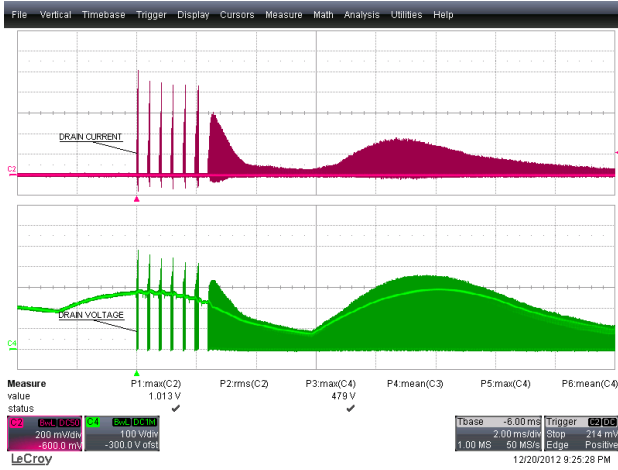 File Vertical Timebase Trigger Display Cursors Measure Math Analysis Utilities Help
DRAIN CURRENT
C2
DRAIN VOLTAGE
C4
Measure P1:max(C2) P2:rms(C2) P3:max(C4) P4:mean(C3) P5:max(C4) P6:mean(C4)
value 1.013 V 479 V
status
C2 BwL DC50 C4 BwL DC1M Tbase -6.00 ms Trigger C2 DC
200 mV/div 100 V/div 2.00 ms/div Stop 214 mV
-600.0 mV -300.0 V ofst 1.00 MS 50 MS/s Edge Positive
LeCroy 12/20/2012 9:25:28 PM